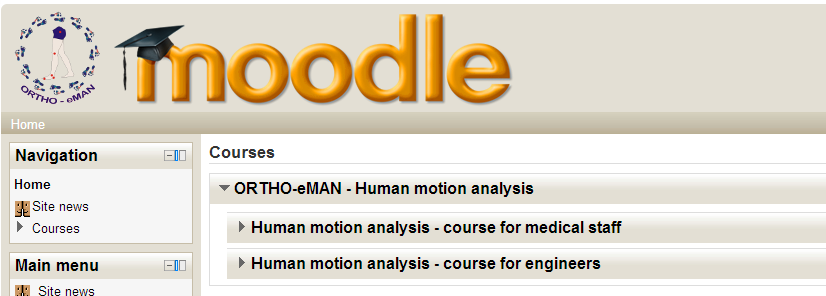 ORTHO - eMAN
moodle
Home
Navigation
Home
Site news
Courses
Main menu
Site news
Courses
ORTHO-eMAN - Human motion analysis
Human motion analysis - course for medical staff
Human motion analysis - course for engineers